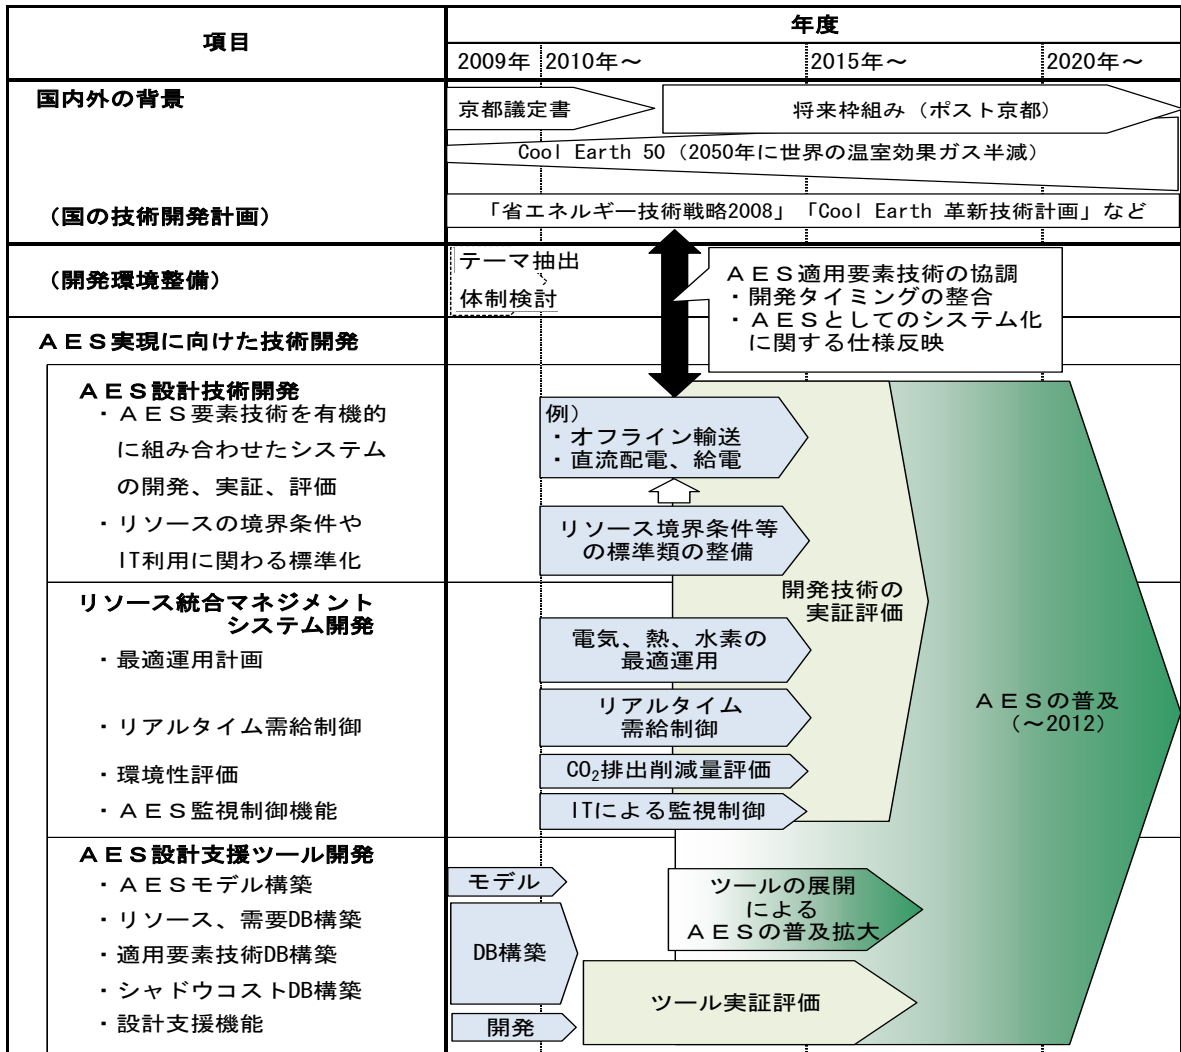 項目
年度
2009年
2010年～
2015年～
2020年～
国内外の背景
京都議定書
将来枠組み（ポスト京都）
Cool Earth 50（2050年に世界の温室効果ガス半減）
（国の技術開発計画）
「省エネルギー技術戦略2008」「Cool Earth 革新技術計画」など
（開発環境整備）
テーマ抽出
体制検討
ＡＥＳ適用要素技術の協調
・開発タイミングの整合
・ＡＥＳとしてのシステム化
に関する仕様反映
ＡＥＳ実現に向けた技術開発
ＡＥＳ設計技術開発
・ＡＥＳ要素技術を有機的
に組み合わせたシステム
の開発、実証、評価
・リソースの境界条件や
IT利用に関わる標準化
例）
・オフライン輸送
・直流配電、給電
リソース境界条件等
の標準類の整備
開発技術の
実証評価
リソース統合マネジメント
システム開発
・最適運用計画
・リアルタイム需給制御
・環境性評価
・ＡＥＳ監視制御機能
電気、熱、水素の
最適運用
リアルタイム
需給制御
CO₂排出削減量評価
ITによる監視制御
ＡＥＳの普及
（～2012）
ＡＥＳ設計支援ツール開発
・ＡＥＳモデル構築
・リソース、需要DB構築
・適用要素技術DB構築
・シャドウコストDB構築
・設計支援機能
モデル
DB構築
開発
ツールの展開
による
ＡＥＳの普及拡大
ツール実証評価